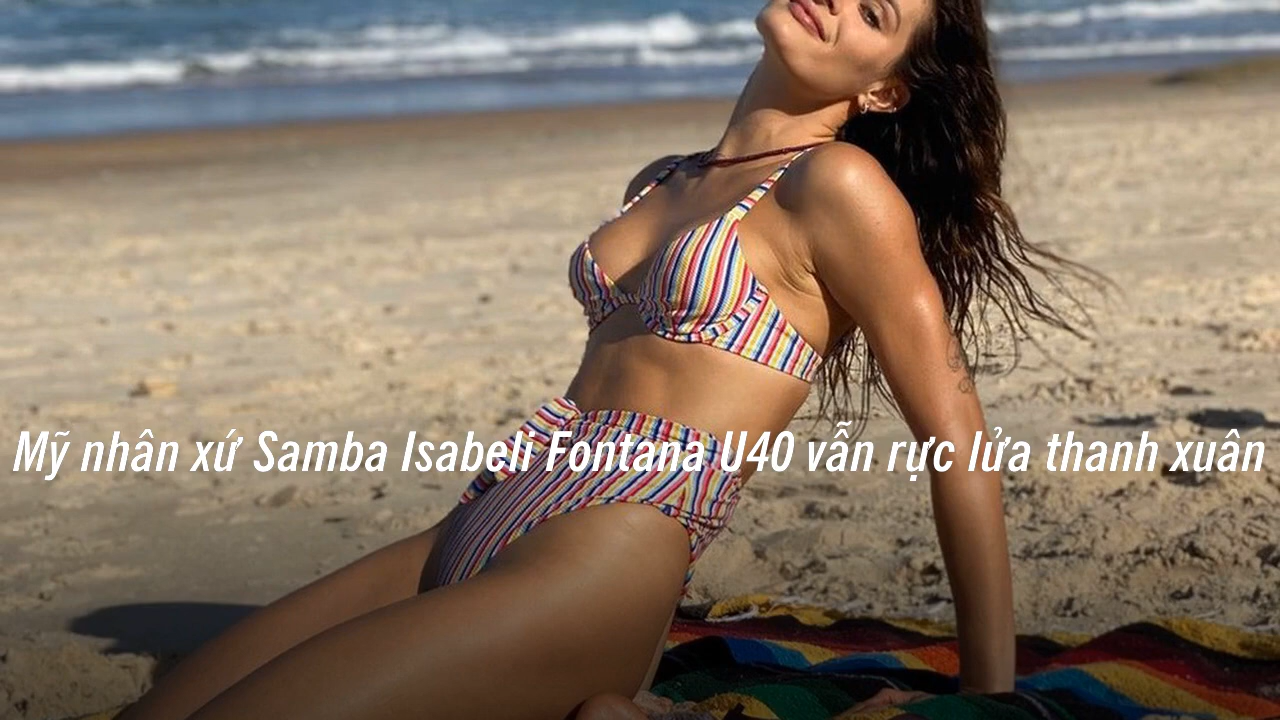 Mỹ nhân xứ Samba Isabeli Fontana U40 vẫn rực lửa thanh xuân